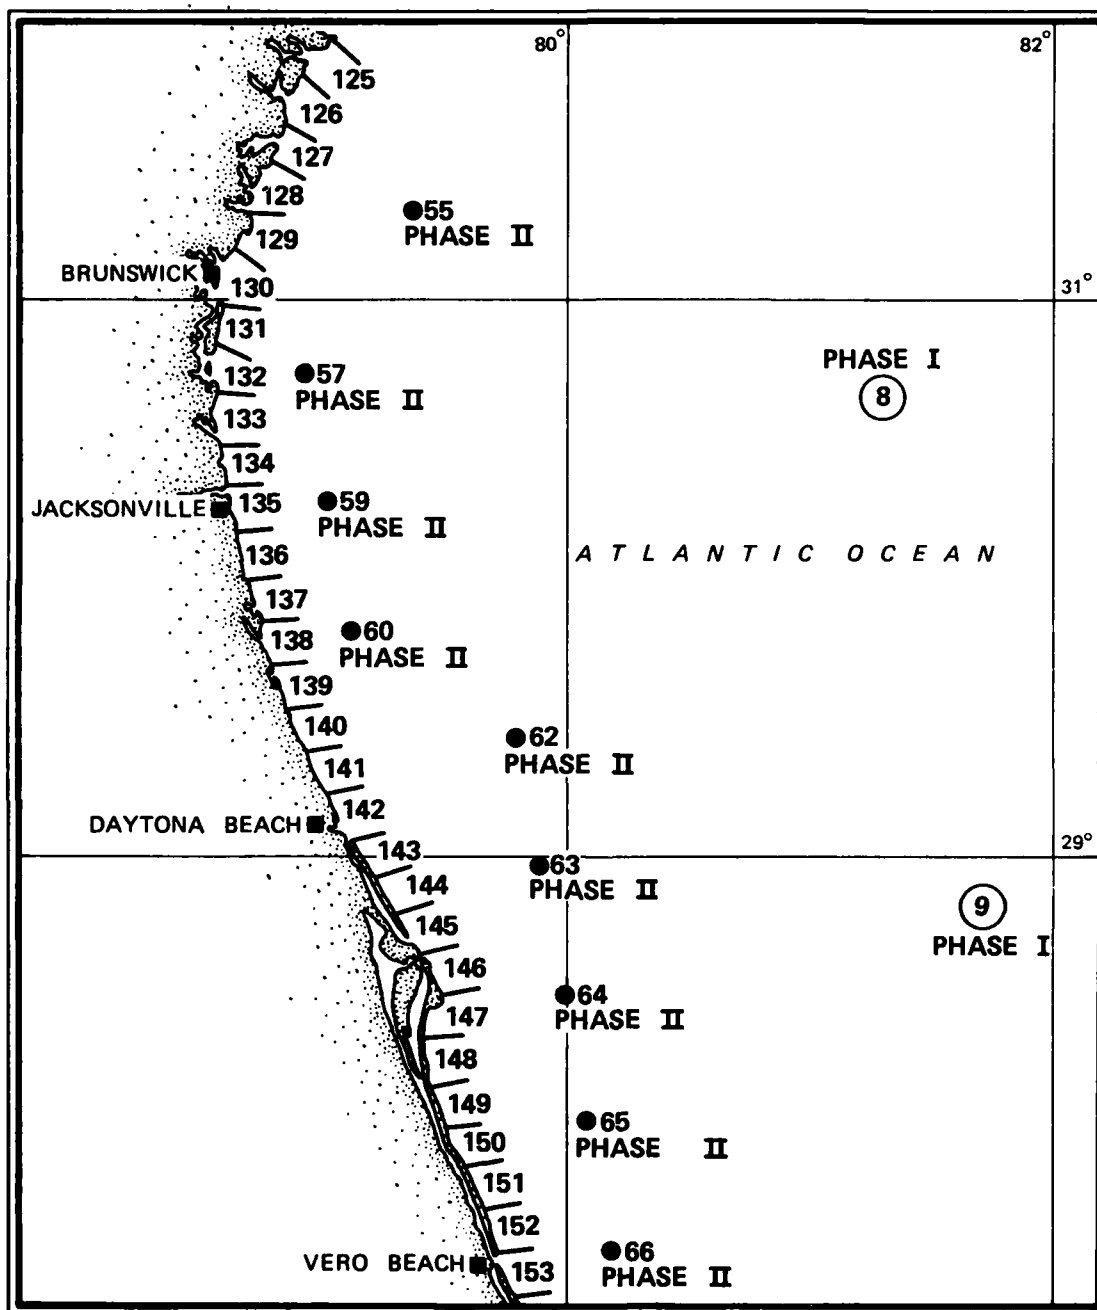 80°
82°
125
126
127
128
55
PHASE II
129
BRUNSWICK
130
31°
131
PHASE I
8
132
57
PHASE II
133
134
JACKSONVILLE
135
59
PHASE II
136
ATLANTIC OCEAN
137
138
60
PHASE II
139
140
62
PHASE II
141
142
DAYTONA BEACH
143
29°
63
PHASE II
144
9
PHASE I
145
146
64
PHASE II
147
148
149
65
PHASE II
150
151
152
66
PHASE II
VERO BEACH
153